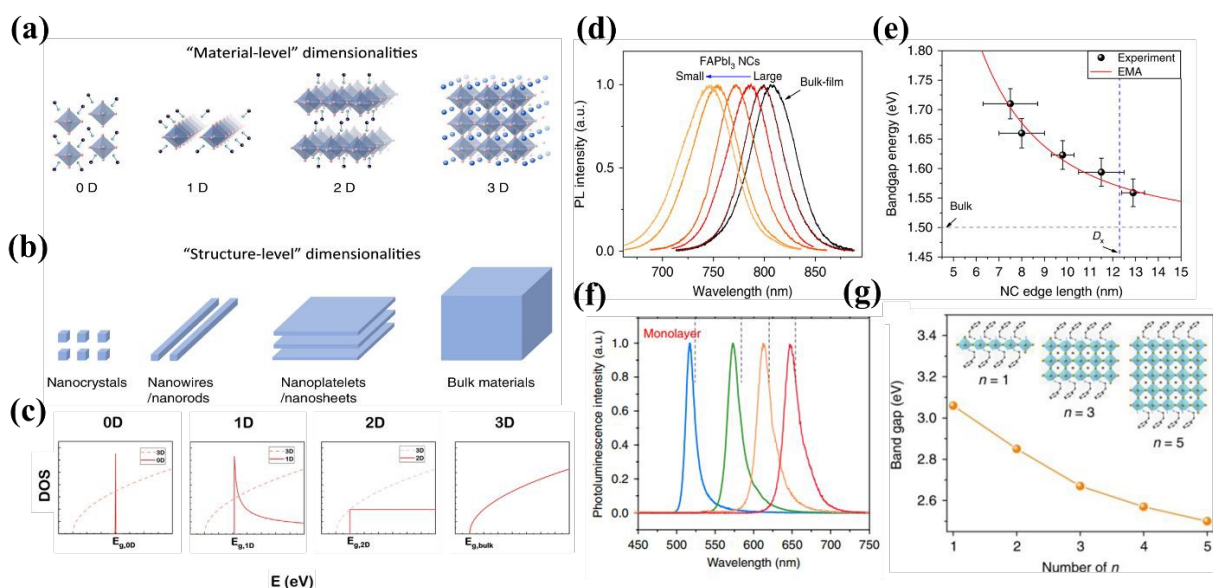 (a)
“Material-level” dimensionalities
0 D
1 D
2 D
3 D
(b)
“Structure-level” dimensionalities
Nanocrystals
Nanowires
/nanorods
Nanoplatelets
/nanosheets
Bulk materials
(c)
0D
1D
2D
3D
DOS
3D
0D
3D
1D
3D
2D
Eg,0D
Eg,1D
Eg,2D
Eg,bulk
E (eV)
(d)
FAPbI3 NCs
Small
Large
Bulk-film
PL intensity (a.u.)
1.0
0.5
0.0
700
750
800
850
Wavelength (nm)
(e)
Experiment
EMA
Bandgap energy (eV)
1.80
1.75
1.70
1.65
1.60
1.55
1.50
1.45
Bulk
Dx
5 6 7 8 9 10 11 12 13 14 15
NC edge length (nm)
(f)
Monolayer
Photoluminescence intensity (a.u.)
1.0
0.8
0.6
0.4
0.2
0.0
450 500 550 600 650 700 750
Wavelength (nm)
(g)
Band gap (eV)
3.4
3.2
3.0
2.8
2.6
n = 1
n = 3
n = 5
1 2 3 4 5
Number of n